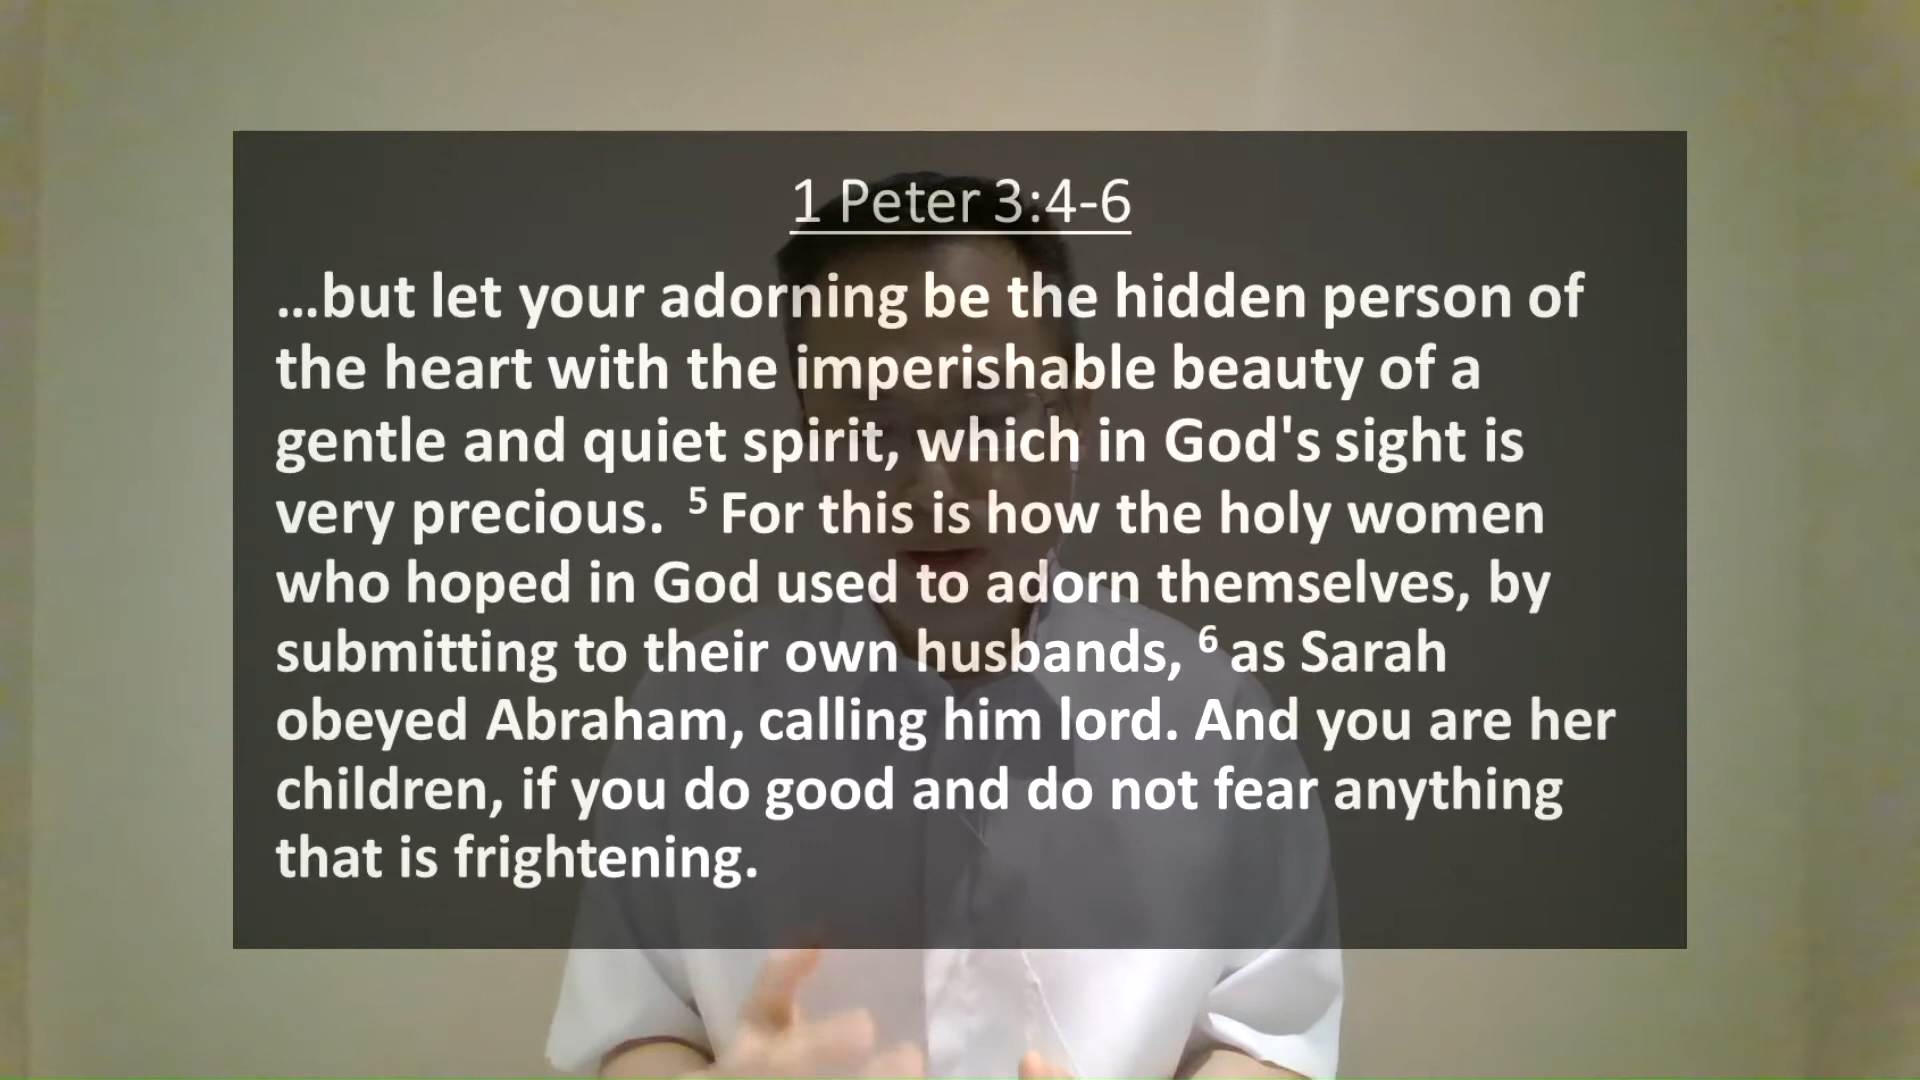 1 Peter 3:4-6
…but let your adorning be the hidden person of
the heart with the imperishable beauty of a
gentle and quiet spirit, which in God's sight is
very precious. ⁵ For this is how the holy women
who hoped in God used to adorn themselves, by
submitting to their own husbands, ⁶ as Sarah
obeyed Abraham, calling him lord. And you are her
children, if you do good and do not fear anything
that is frightening.